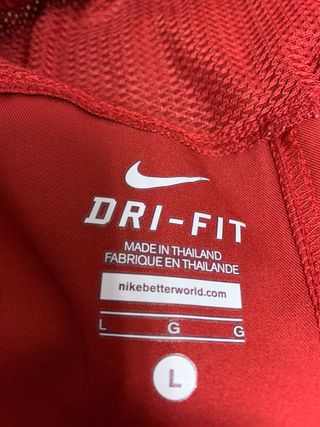 DRI-FIT
MADE IN THAILAND
FABRIQUE EN THAILANDE
nikebetterworld.com
L G G
L